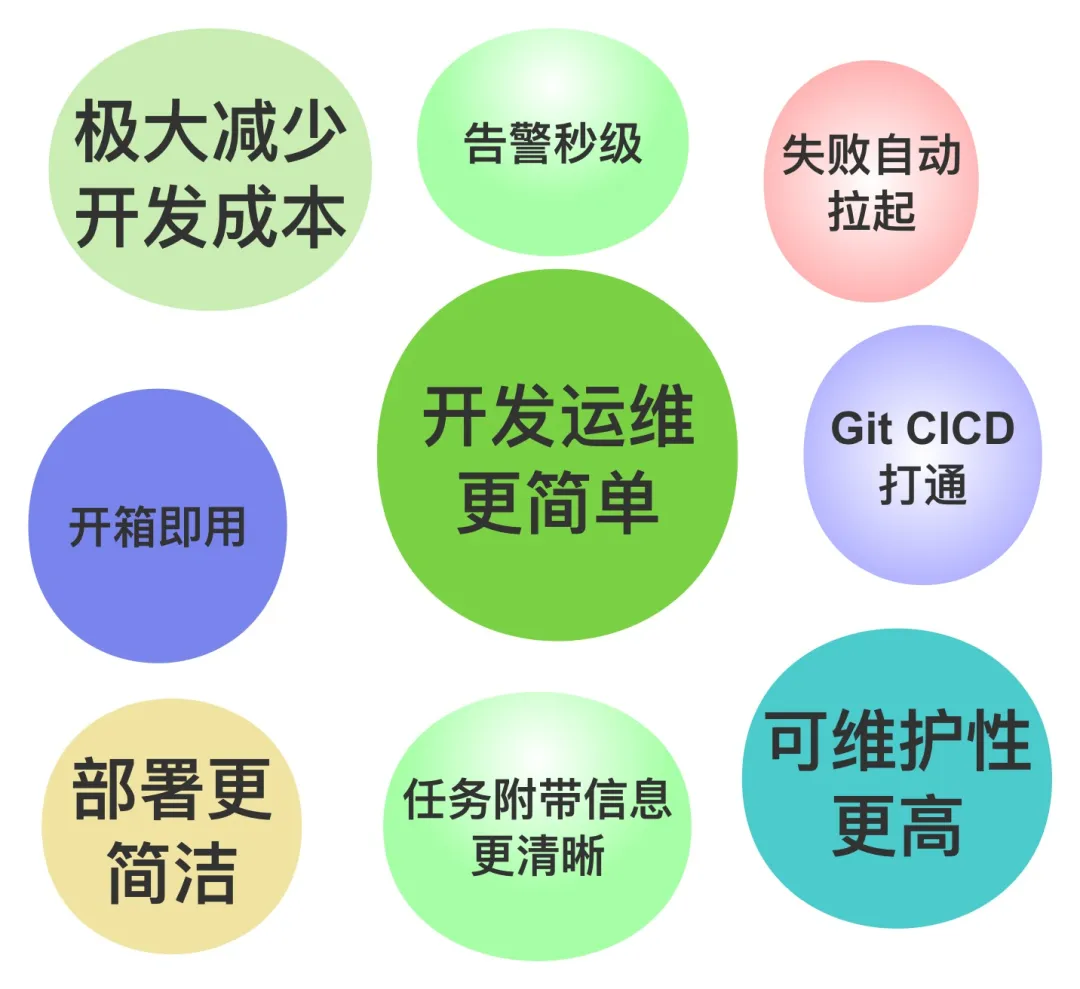 极大减少
开发成本
告警秒级
失败自动
拉起
开发运维
更简单
Git CICD
打通
开箱即用
部署更
简洁
任务附带信息
更清晰
可维护性
更高